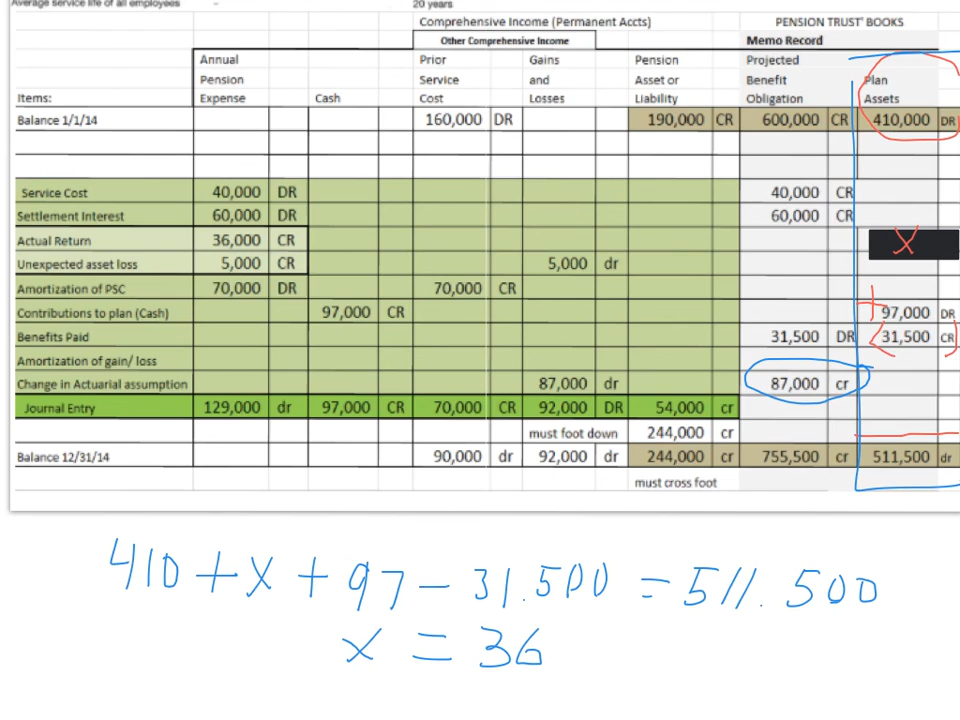 Average service life of all employees - 20 years
Comprehensive Income (Permanent Accts) PENSION TRUST' BOOKS
Other Comprehensive Income Memo Record
Annual Prior Gains Pension Projected
Pension Service and Asset or Benefit Plan
Items: Expense Cash Cost Losses Liability Obligation Assets
Balance 1/1/14 160,000 DR 190,000 CR 600,000 CR 410,000 DR
Service Cost 40,000 DR 40,000 CR
Settlement Interest 60,000 DR 60,000 CR
Actual Return 36,000 CR X
Unexpected asset loss 5,000 CR 5,000 dr
Amortization of PSC 70,000 DR 70,000 CR
Contributions to plan (Cash) 97,000 CR + 97,000 DR
Benefits Paid 31,500 DR < 31,500 CR )
Amortization of gain/ loss
Change in Actuarial assumption 87,000 dr 87,000 cr
Journal Entry 129,000 dr 97,000 CR 70,000 CR 92,000 DR 54,000 cr
must foot down 244,000 cr
Balance 12/31/14 90,000 dr 92,000 dr 244,000 cr 755,500 cr 511,500 dr
must cross foot
410 + x + 97 - 31.500 = 511.500
x = 36